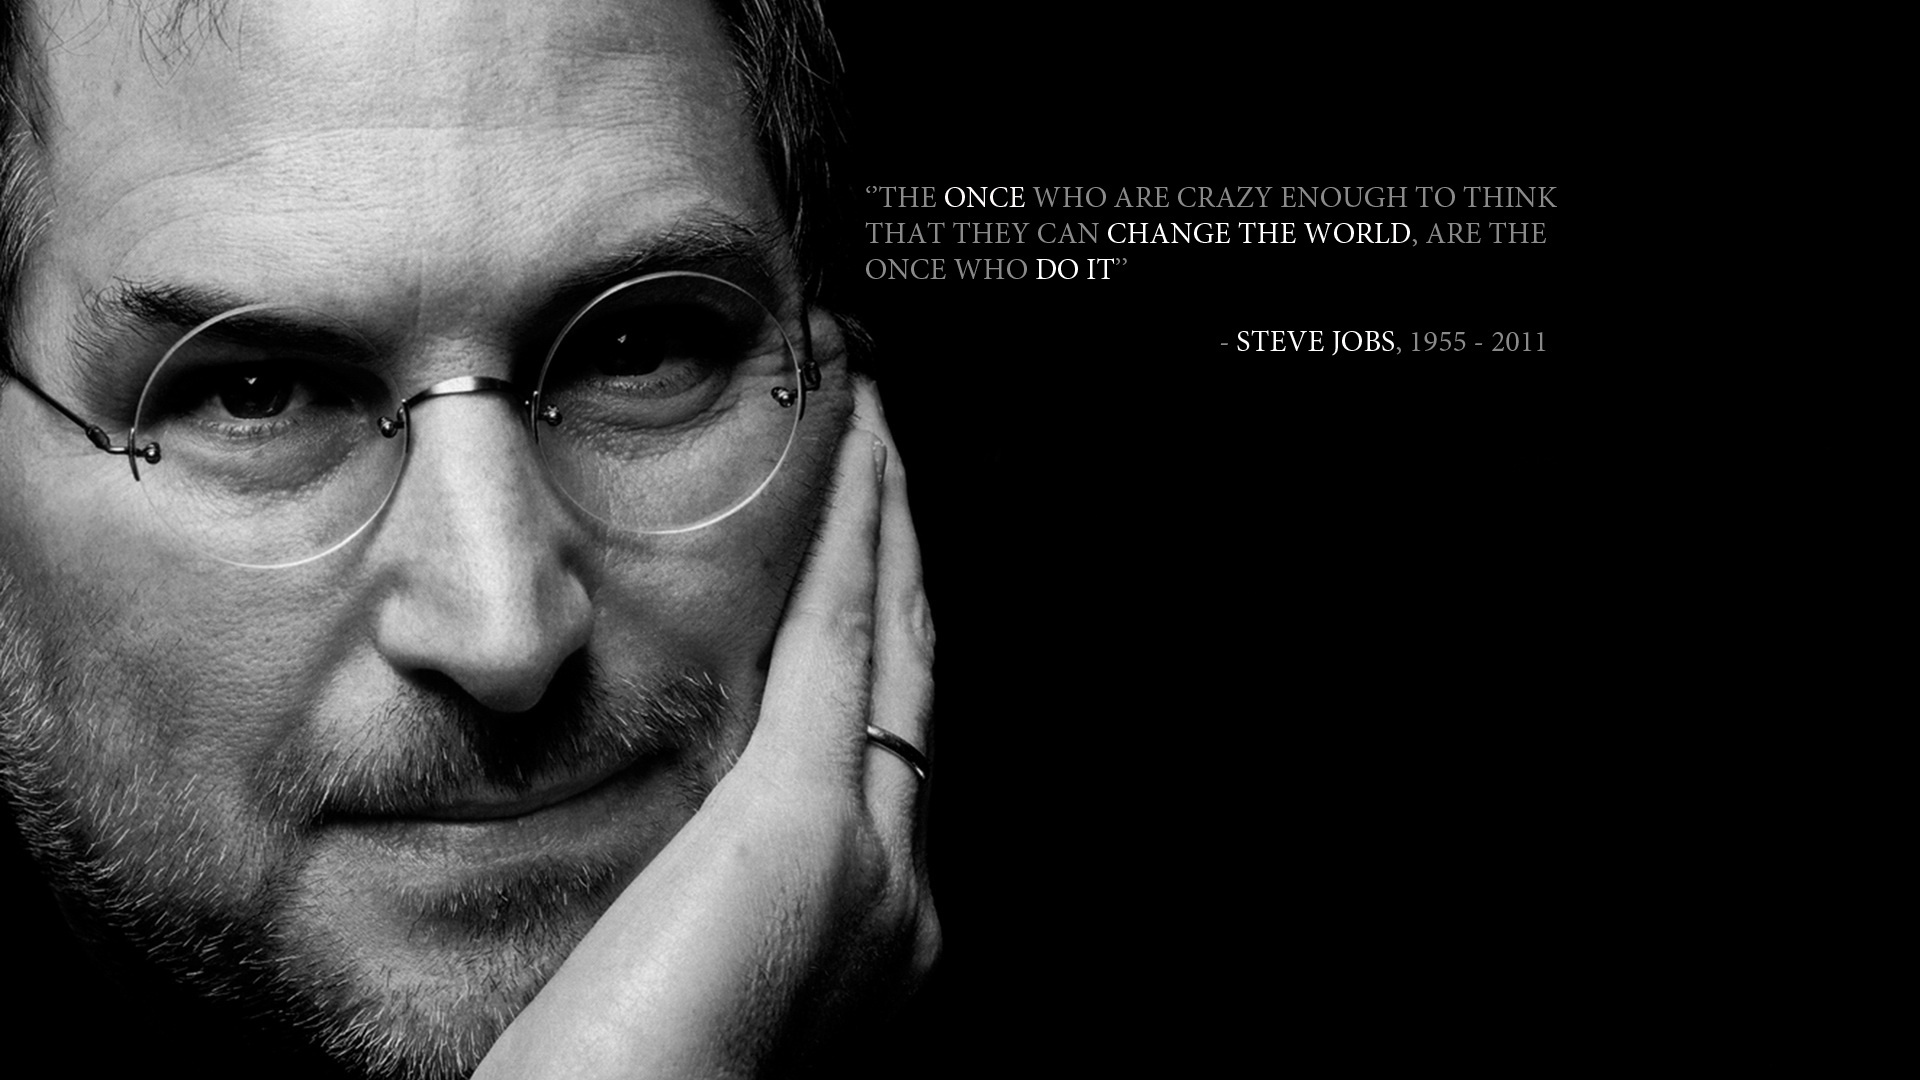 ‘’THE ONCE WHO ARE CRAZY ENOUGH TO THINK
THAT THEY CAN CHANGE THE WORLD, ARE THE
ONCE WHO DO IT’’
- STEVE JOBS, 1955 - 2011